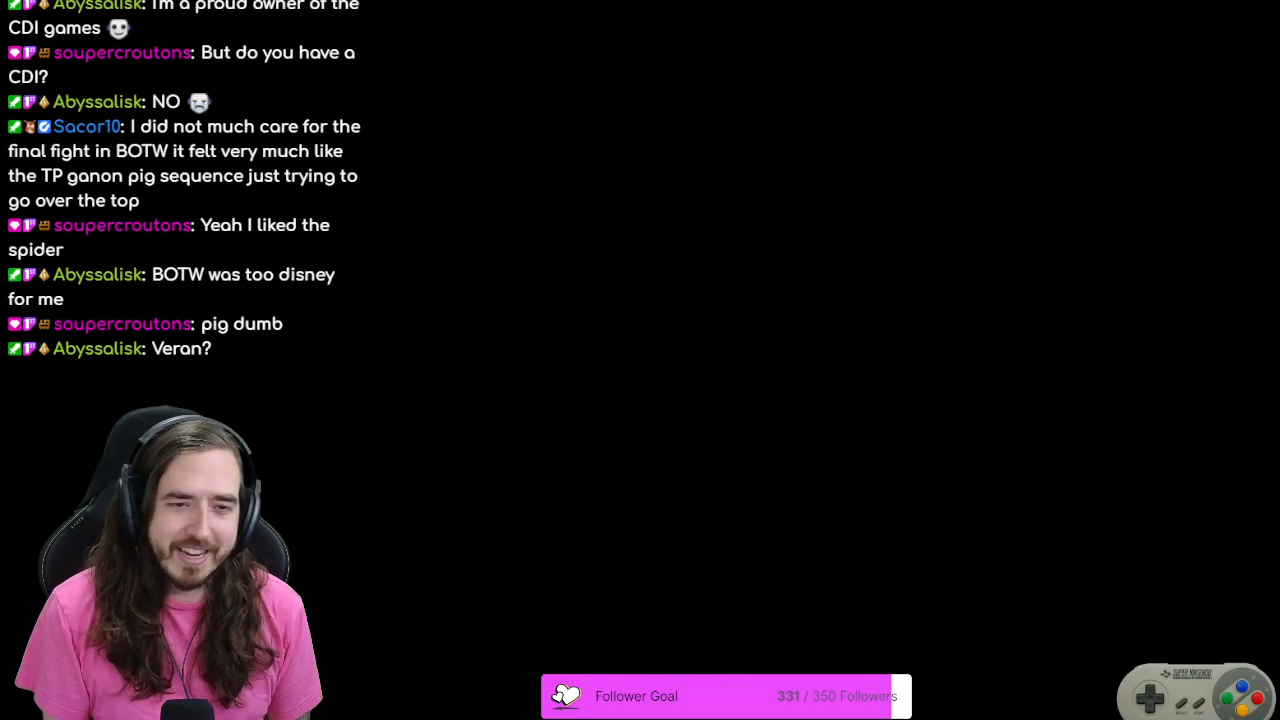 Abyssalisk: I'm a proud owner of the
CDI games
soupercroutons: But do you have a
CDI?
Abyssalisk: NO
Sacor10: I did not much care for the
final fight in BOTW it felt very much like
the TP ganon pig sequence just trying to
go over the top
soupercroutons: Yeah I liked the
spider
Abyssalisk: BOTW was too disney
for me
soupercroutons: pig dumb
Abyssalisk: Veran?
Follower Goal 331 / 350 Followers
SUPER NINTENDO